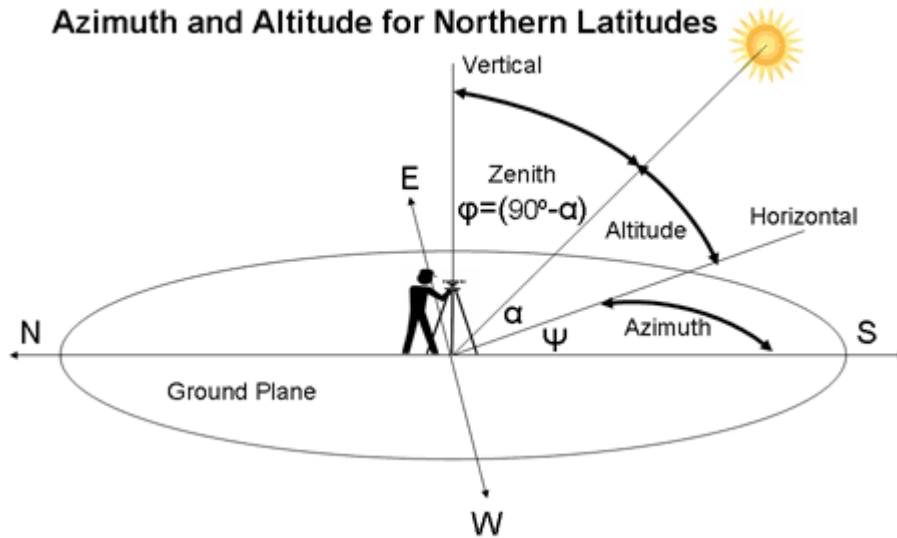 Azimuth and Altitude for Northern Latitudes
Vertical
E
Zenith
φ=(90º-α)
Altitude
Horizontal
α
Ψ
Azimuth
N
S
Ground Plane
W